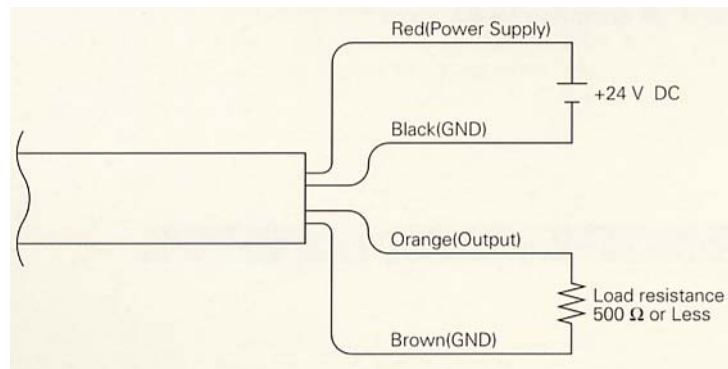 Red(Power Supply)
+24 V DC
Black(GND)
Orange(Output)
Load resistance
500 Ω or Less
Brown(GND)